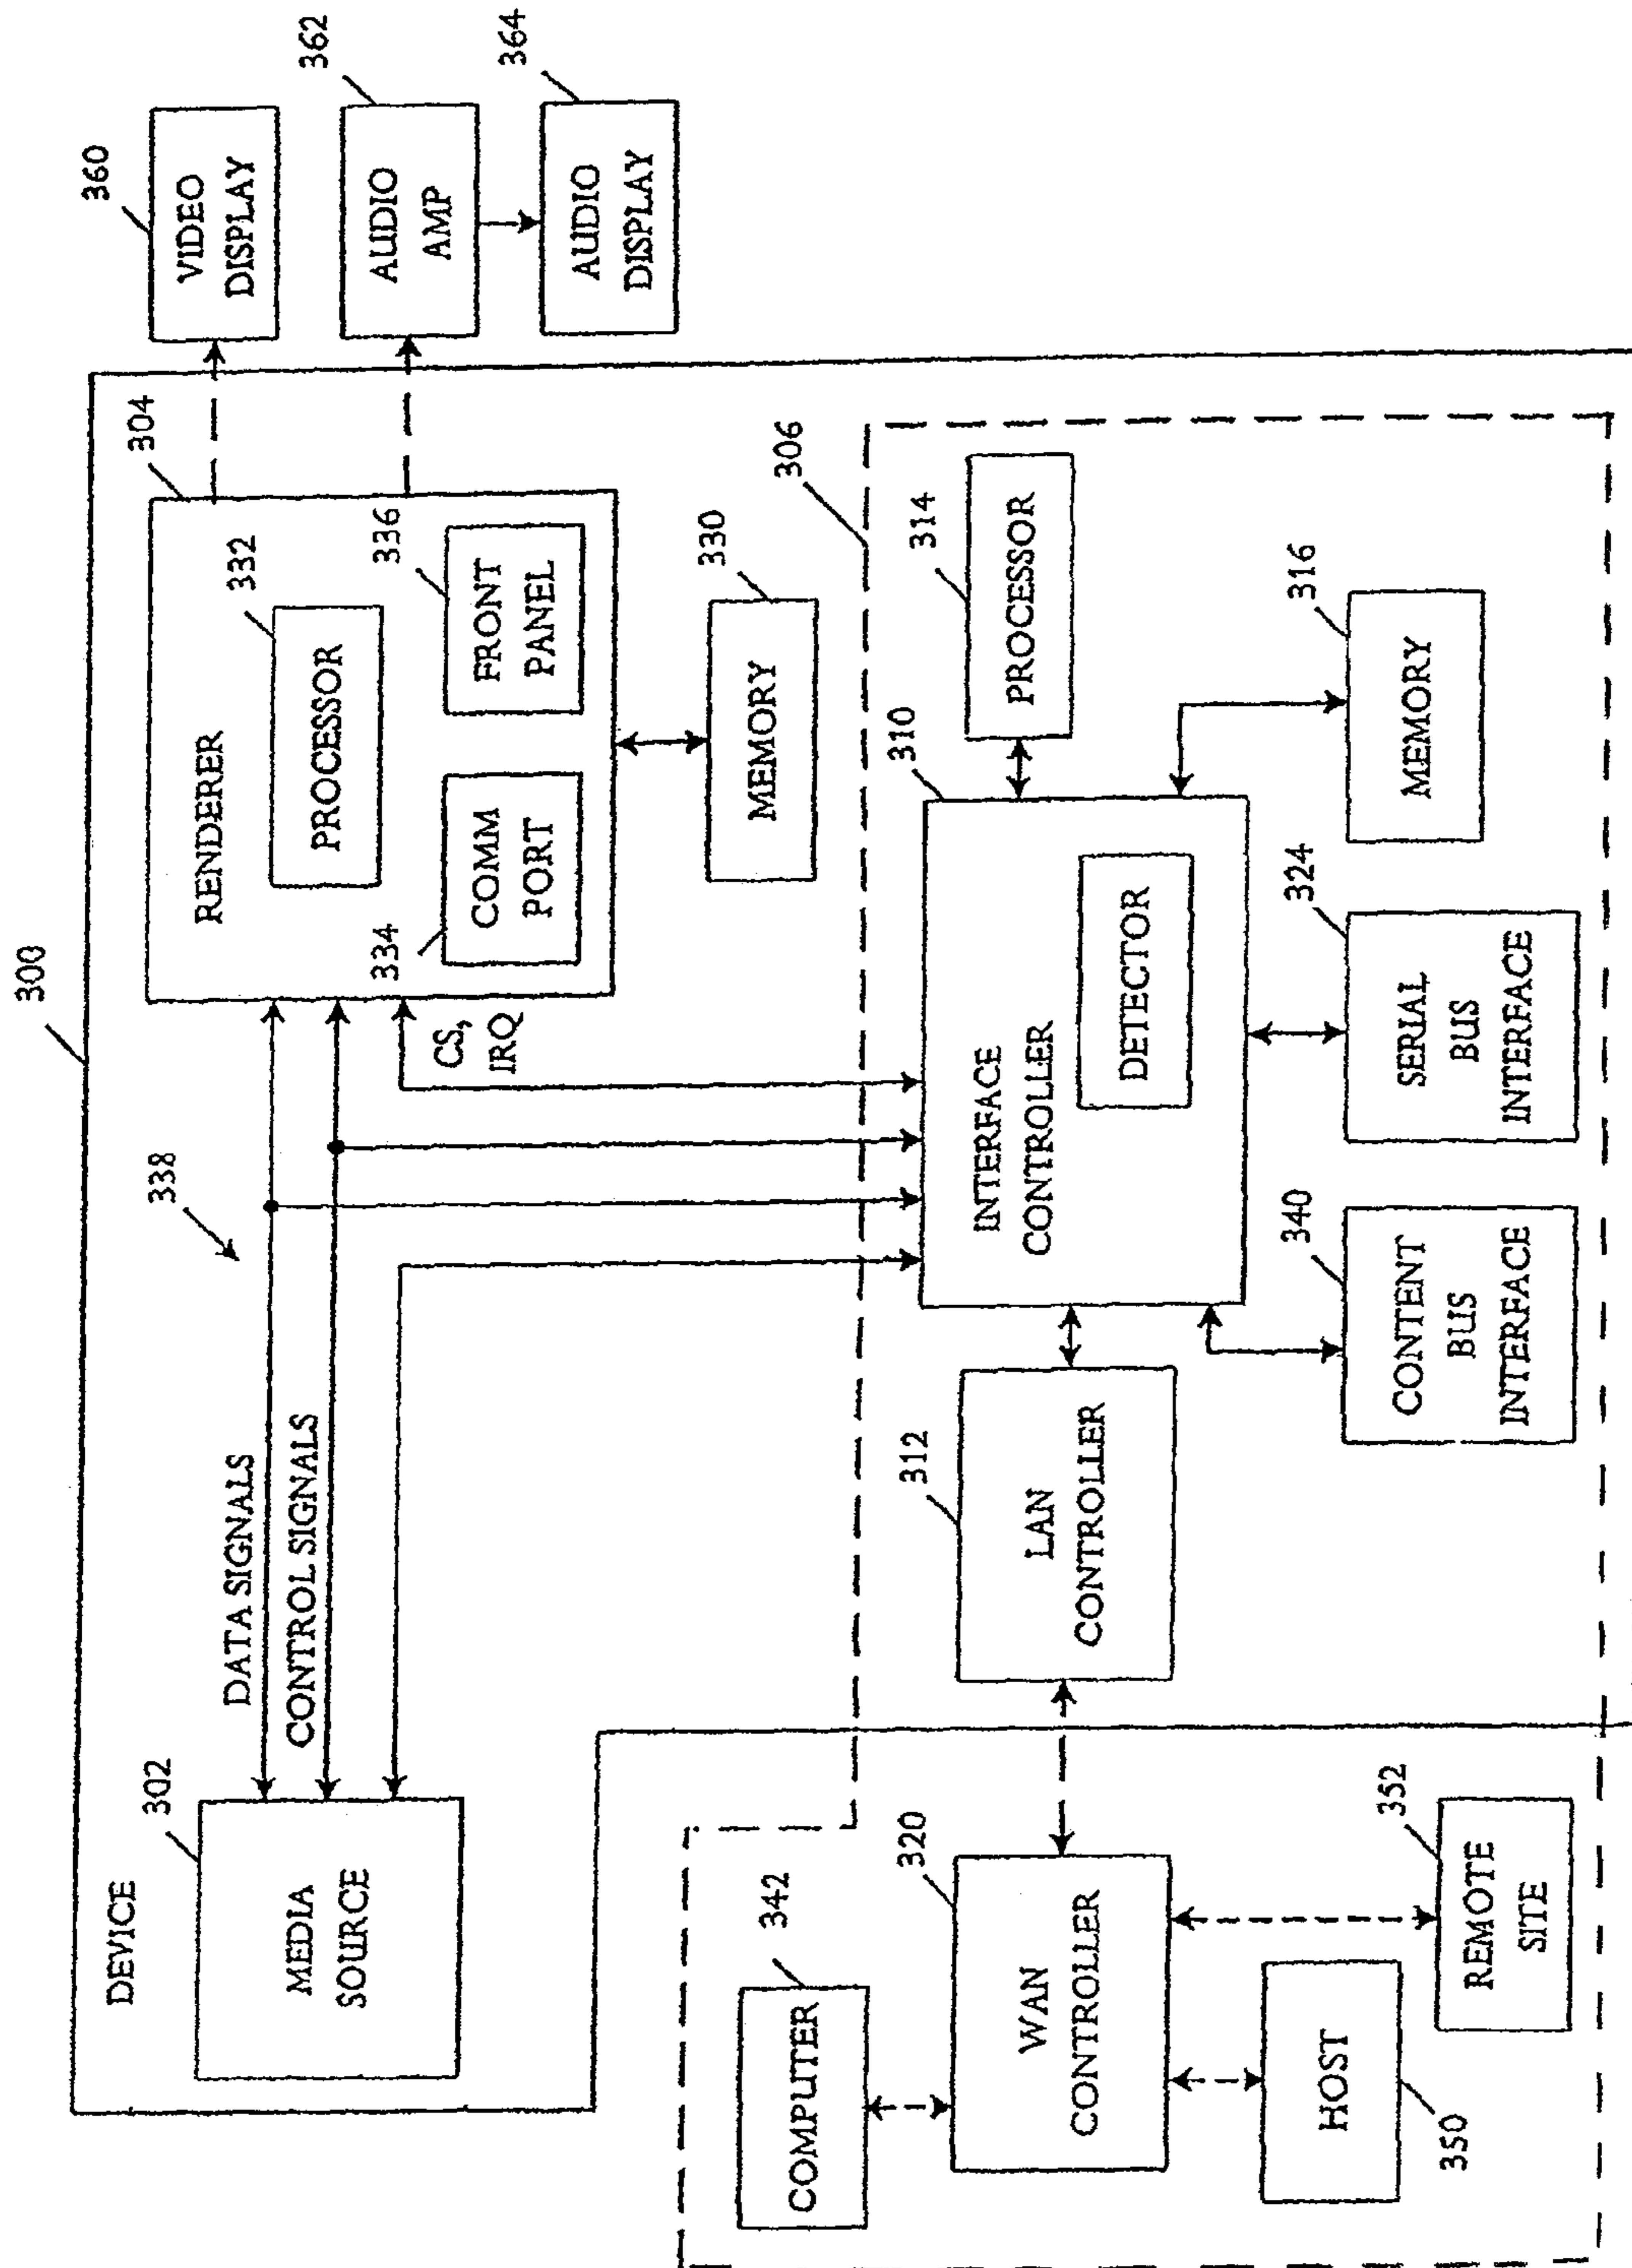 300
DEVICE
302
MEDIA
SOURCE
DATA SIGNALS
CONTROL SIGNALS
338
CS,
IRQ
304
RENDERER
332
PROCESSOR
334
COMM
PORT
336
FRONT
PANEL
330
MEMORY
360
VIDEO
DISPLAY
362
AUDIO
AMP
364
AUDIO
DISPLAY
306
342
COMPUTER
320
WAN
CONTROLLER
350
HOST
352
REMOTE
SITE
312
LAN
CONTROLLER
310
INTERFACE
CONTROLLER
DETECTOR
314
PROCESSOR
316
MEMORY
340
CONTENT
BUS
INTERFACE
324
SERIAL
BUS
INTERFACE